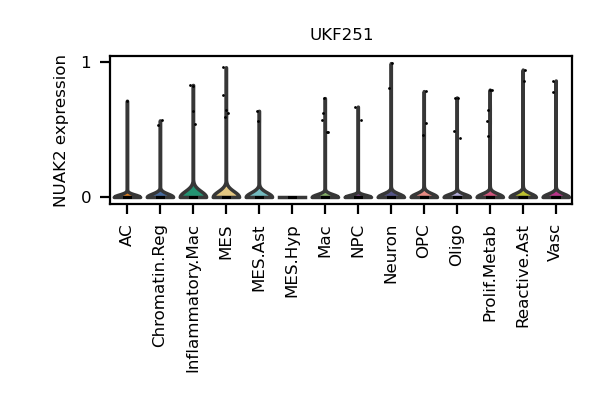 UKF251
NUAK2 expression
1
0
AC
Chromatin.Reg
Inflammatory.Mac
MES
MES.Ast
MES.Hyp
Mac
NPC
Neuron
OPC
Oligo
Prolif.Metab
Reactive.Ast
Vasc